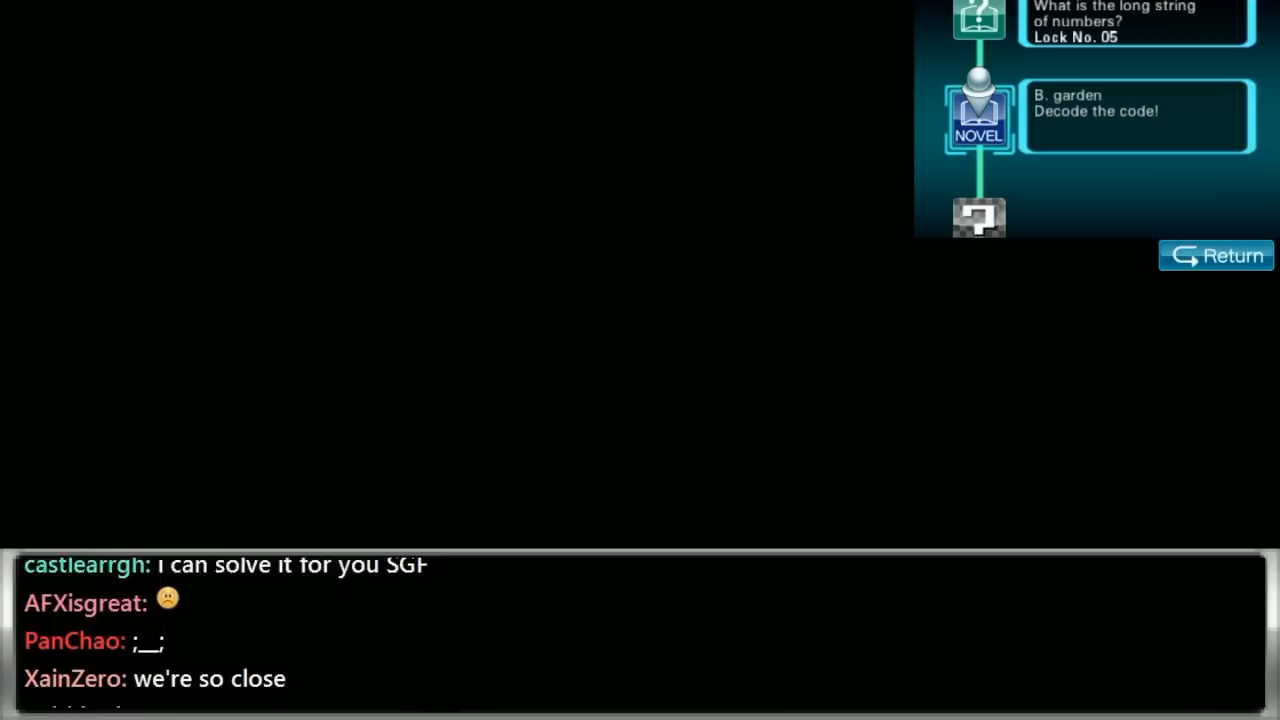 What is the long string
of numbers?
Lock No. 05
B. garden
Decode the code!
NOVEL
Return
castlearrgh: i can solve it for you SGF
AFXisgreat:
PanChao: ;__;
XainZero: we're so close